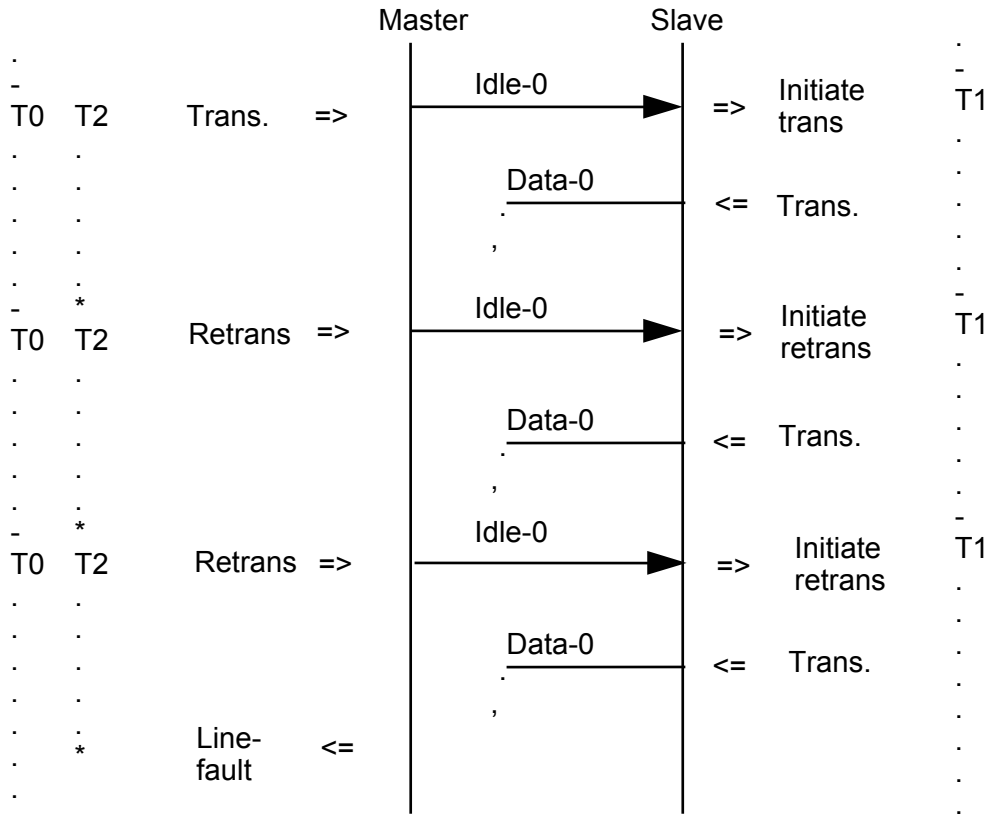 Master Slave
Idle-0
T0 T2 Trans. => => Initiate trans T1
Data-0
<= Trans.
*
Idle-0
T0 T2 Retrans => => Initiate retrans T1
Data-0
<= Trans.
*
Idle-0
T0 T2 Retrans => => Initiate retrans T1
Data-0
<= Trans.
* Line-fault <=